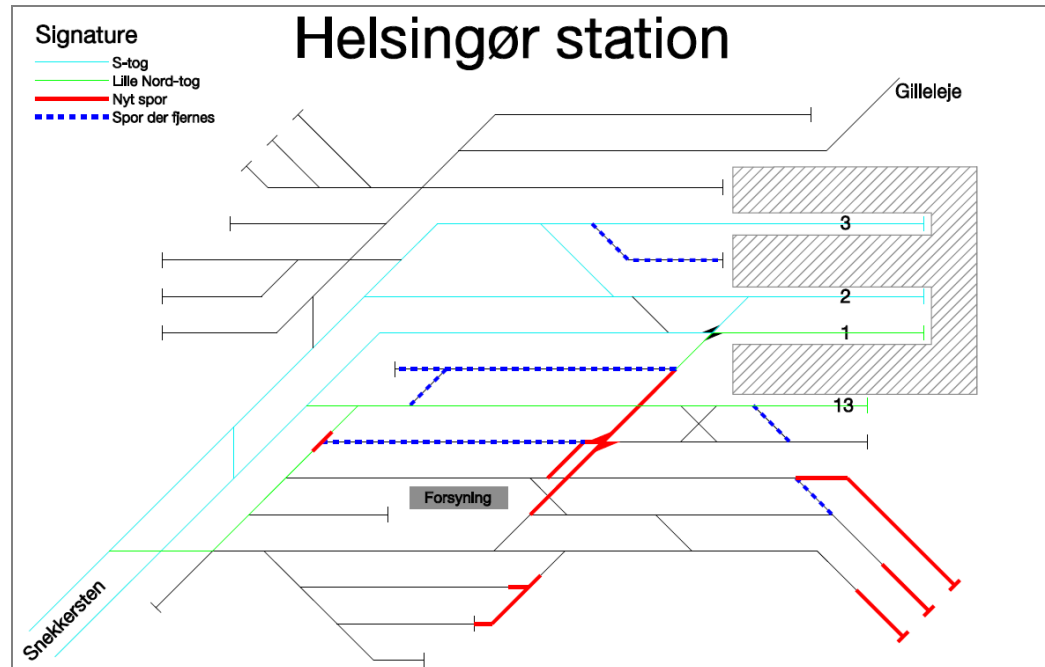 Helsingør station
Signature
S-tog
Lille Nord-tog
Nyt spor
Spor der fjernes
Gilleleje
3
2
1
13
Forsyning
Snekkersten